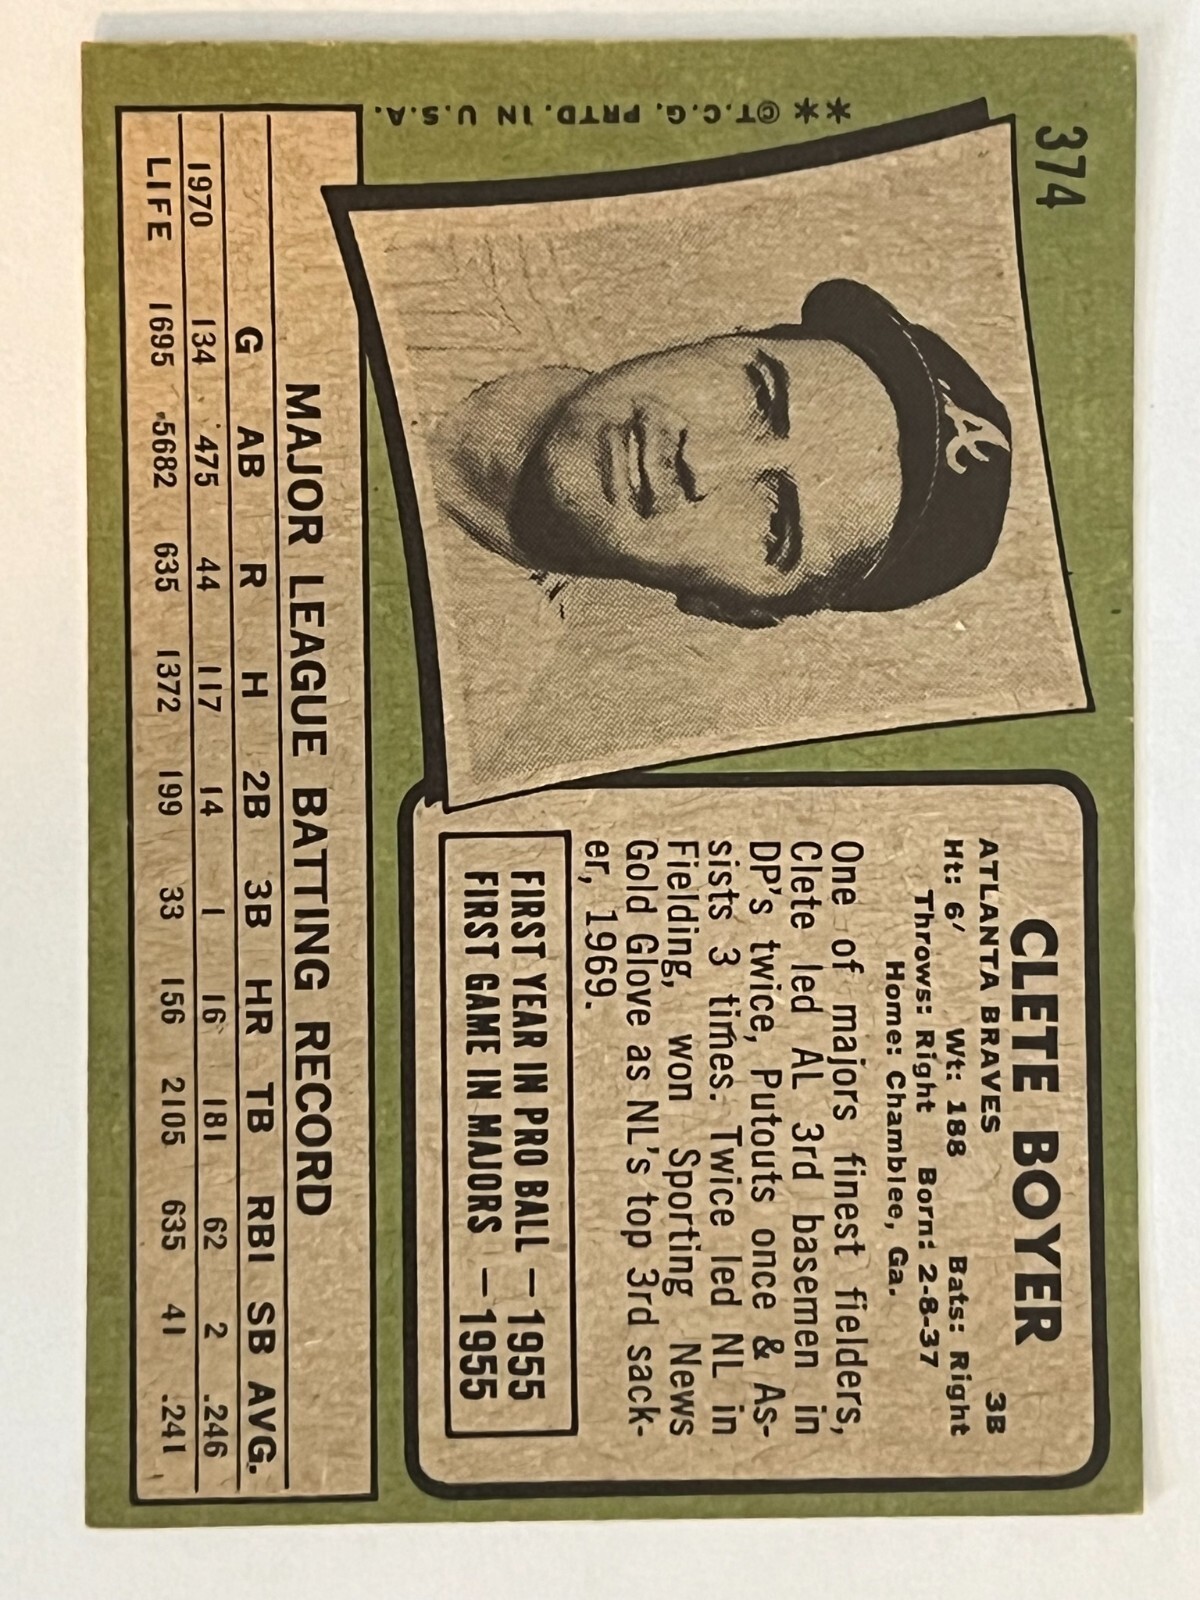 374
CLETE BOYER
ATLANTA BRAVES 3B
Ht: 6' Wt: 188 Bats: Right
Throws: Right Born: 2-8-37
Home: Chamblee, Ga.
One of majors finest fielders,
Clete led AL 3rd basemen in
DP's twice, Putouts once & As-
sists 3 times. Twice led NL in
Fielding, won Sporting News
Gold Glove as NL's top 3rd sack-
er, 1969.
FIRST YEAR IN PRO BALL — 1955
FIRST GAME IN MAJORS — 1955
A
**©T.C.G. PRTD. IN U.S.A.
MAJOR LEAGUE BATTING RECORD
G AB R H 2B 3B HR TB RBI SB AVG.
1970 134 475 44 117 14 1 16 181 62 2 .246
LIFE 1695 5682 635 1372 199 33 156 2105 635 41 .241